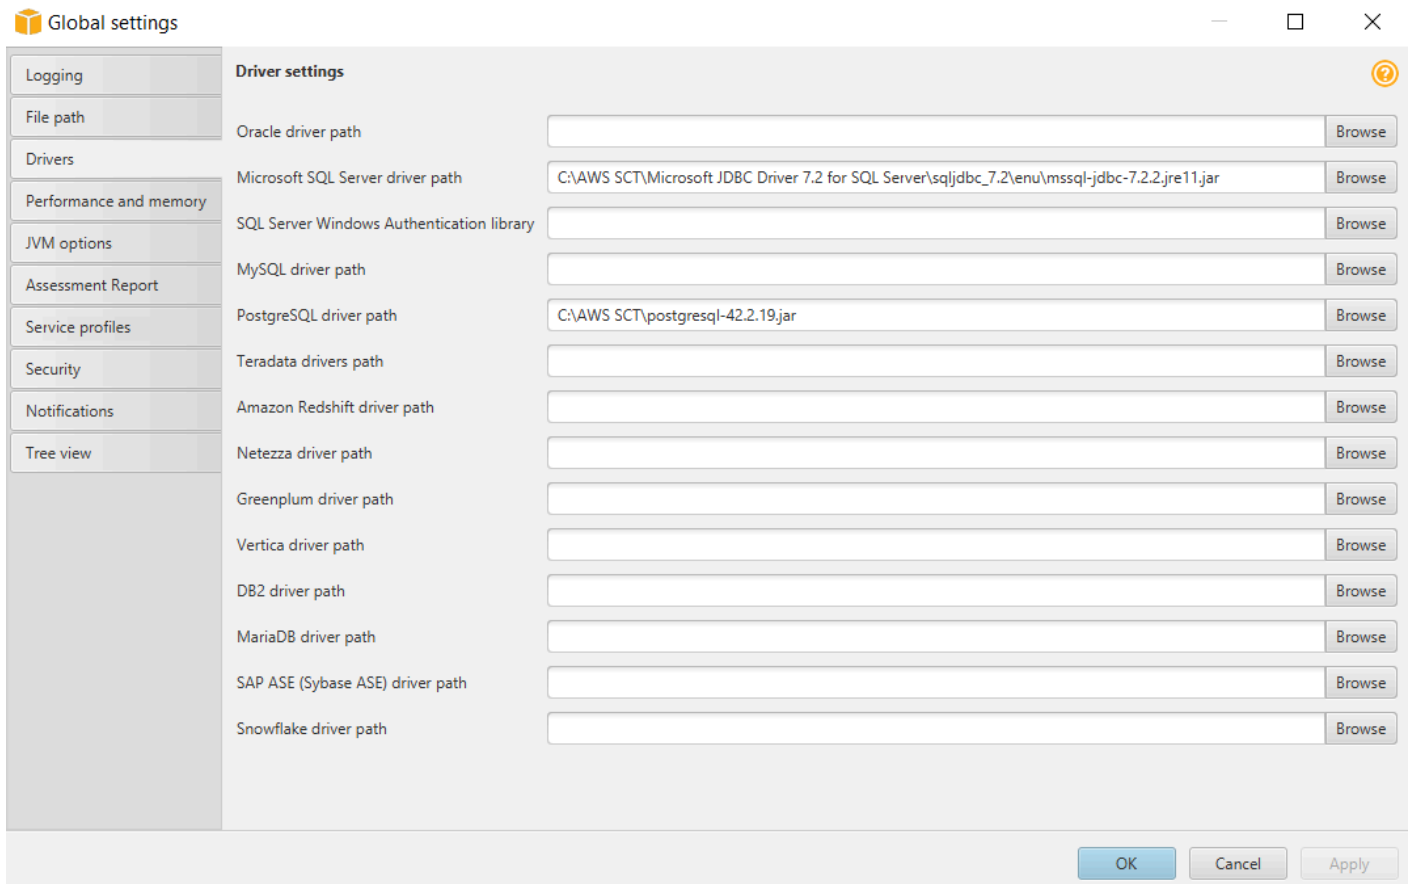 Global settings
Logging
File path
Drivers
Performance and memory
JVM options
Assessment Report
Service profiles
Security
Notifications
Tree view
Driver settings
Oracle driver path Browse
Microsoft SQL Server driver path C:\AWS SCT\Microsoft JDBC Driver 7.2 for SQL Server\sqljdbc_7.2\enu\mssql-jdbc-7.2.2.jre11.jar Browse
SQL Server Windows Authentication library Browse
MySQL driver path Browse
PostgreSQL driver path C:\AWS SCT\postgresql-42.2.19.jar Browse
Teradata drivers path Browse
Amazon Redshift driver path Browse
Netezza driver path Browse
Greenplum driver path Browse
Vertica driver path Browse
DB2 driver path Browse
MariaDB driver path Browse
SAP ASE (Sybase ASE) driver path Browse
Snowflake driver path Browse
OK Cancel Apply